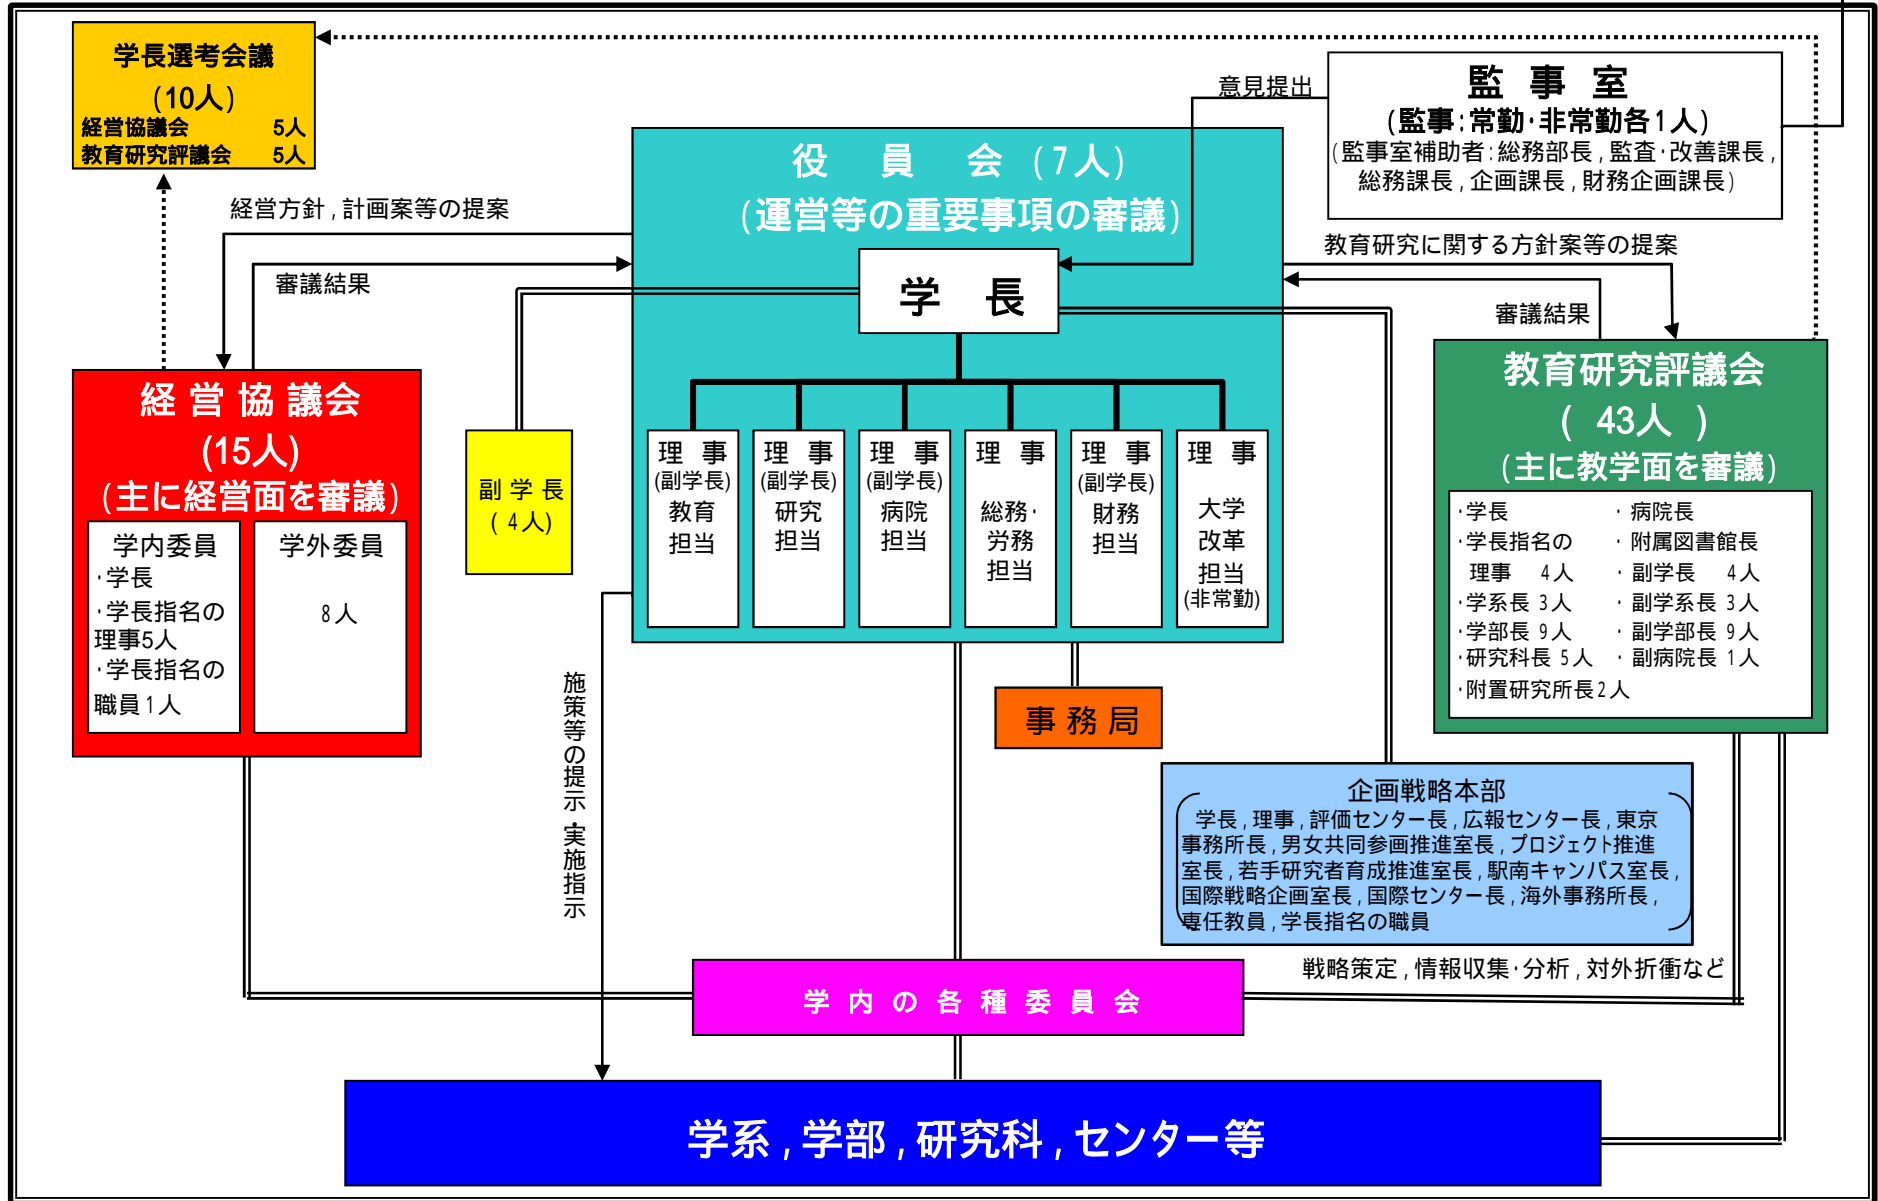 学長選考会議
(10人)
経営協議会 5人
教育研究評議会 5人
意見提出
監 事 室
(監事:常勤・非常勤各1人)
(監事室補助者:総務部長,監査・改善課長,
総務課長,企画課長,財務企画課長)
役 員 会 (7人)
(運営等の重要事項の審議)
学 長
経営方針,計画案等の提案
審議結果
教育研究に関する方針案等の提案
審議結果
経営協議会
(15人)
(主に経営面を審議)
学内委員
・学長
・学長指名の
理事5人
・学長指名の
職員1人
学外委員
8人
副学長
(4人)
理 事
(副学長)
教育
担当
理 事
(副学長)
研究
担当
理 事
(副学長)
病院
担当
理 事
総務・
労務
担当
理 事
(副学長)
財務
担当
理 事
大学
改革
担当
(非常勤)
教育研究評議会
( 43人 )
(主に教学面を審議)
・学長
・学長指名の
理事 4人
・学系長 3人
・学部長 9人
・研究科長 5人
・附置研究所長2人
・病院長
・附属図書館長
・副学長 4人
・副学系長 3人
・副学部長 9人
・副病院長 1人
施策等の提示・実施指示
事務局
企画戦略本部
学長,理事,評価センター長,広報センター長,東京
事務所長,男女共同参画推進室長,プロジェクト推進
室長,若手研究者育成推進室長,駅南キャンパス室長,
国際戦略企画室長,国際センター長,海外事務所長,
専任教員,学長指名の職員
戦略策定,情報収集・分析,対外折衝など
学内の各種委員会
学系,学部,研究科,センター等